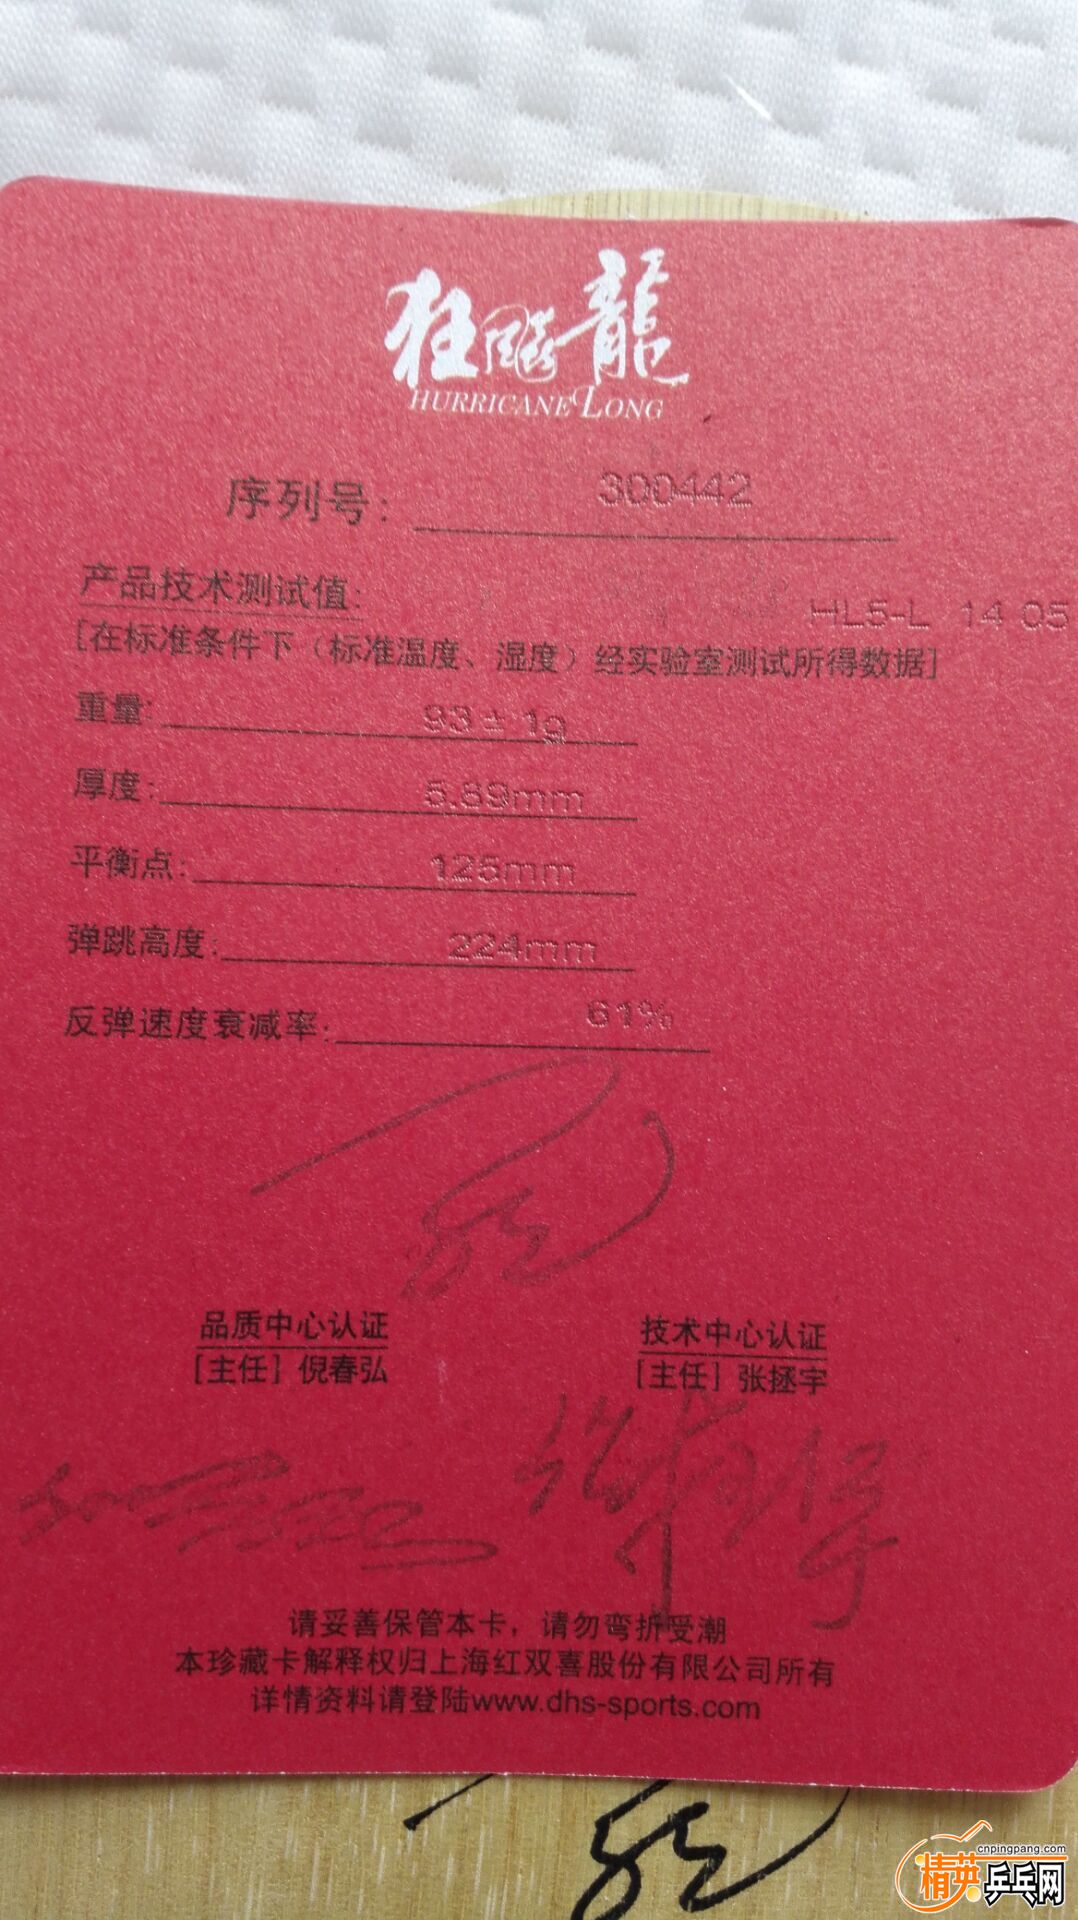 狂飚龍
HURRICANE LONG
序列号: 300442
产品技术测试值:
HL5-L 14 05
[在标准条件下（标准温度、湿度）经实验室测试所得数据]
重量: 93±1g
厚度: 5.89mm
平衡点: 125mm
弹跳高度: 224mm
反弹速度衰减率: 61%
品质中心认证 技术中心认证
[主任] 倪春弘 [主任] 张拯宇
请妥善保管本卡，请勿弯折受潮
本珍藏卡解释权归上海红双喜股份有限公司所有
详情资料请登陆www.dhs-sports.com
cnpingpang.com
精英乒乓网